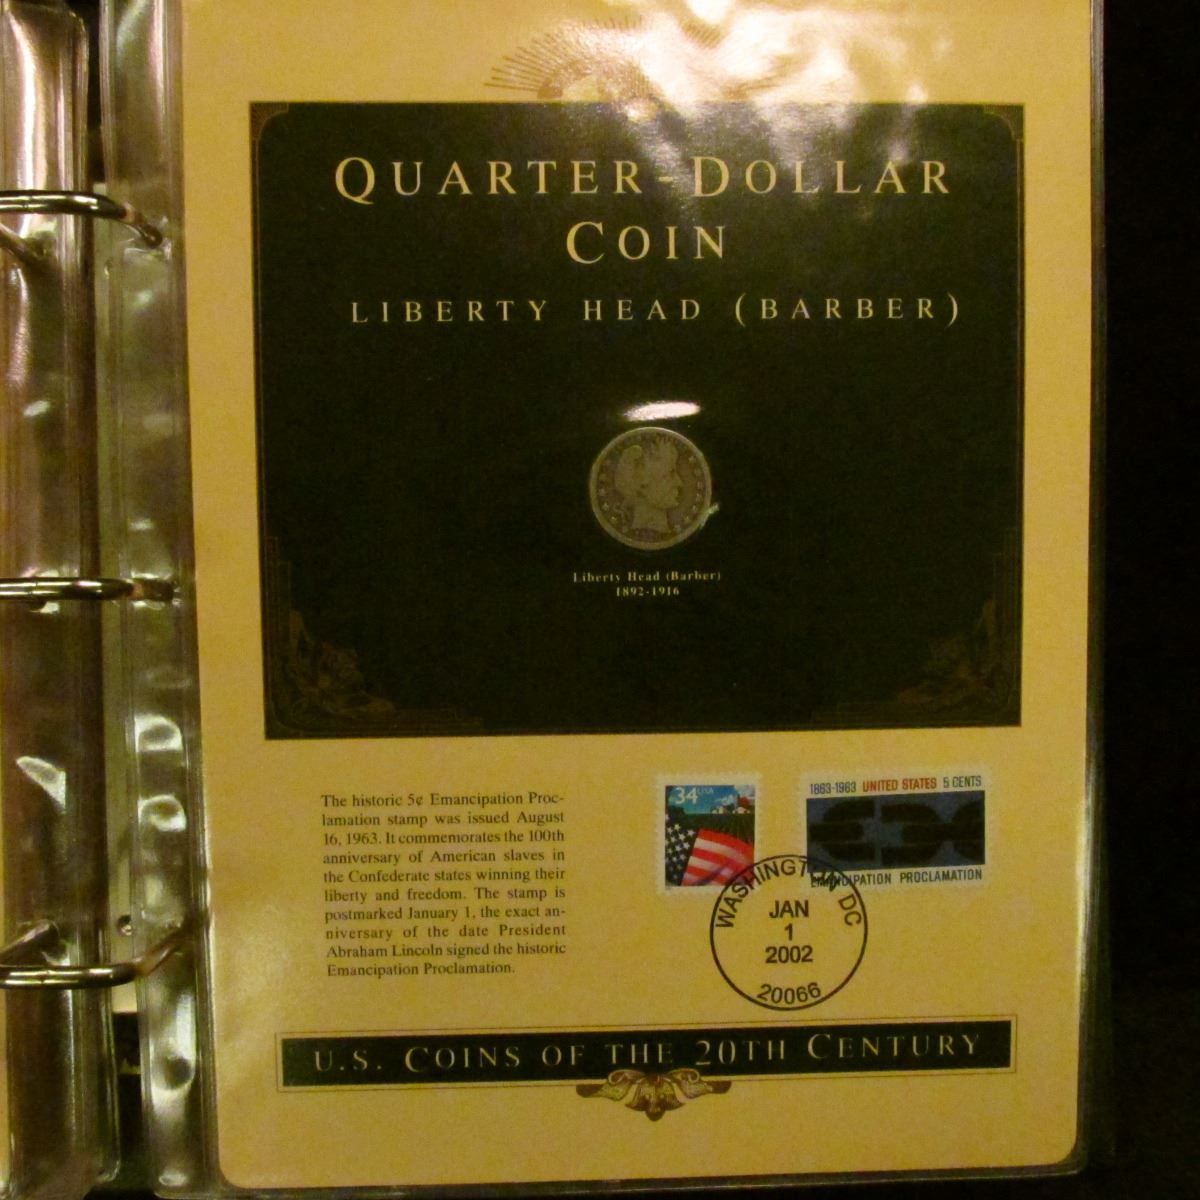 QUARTER-DOLLAR
COIN
LIBERTY HEAD (BARBER)
Liberty Head (Barber)
1892-1916
The historic 5¢ Emancipation Proc-
lamation stamp was issued August
16, 1963. It commemorates the 100th
anniversary of American slaves in
the Confederate states winning their
liberty and freedom. The stamp is
postmarked January 1, the exact an-
niversary of the date President
Abraham Lincoln signed the historic
Emancipation Proclamation.
34 USA
1863-1963 UNITED STATES 5 CENTS
EMANCIPATION PROCLAMATION
WASHINGTON DC
JAN
1
2002
20066
U.S. COINS OF THE 20TH CENTURY